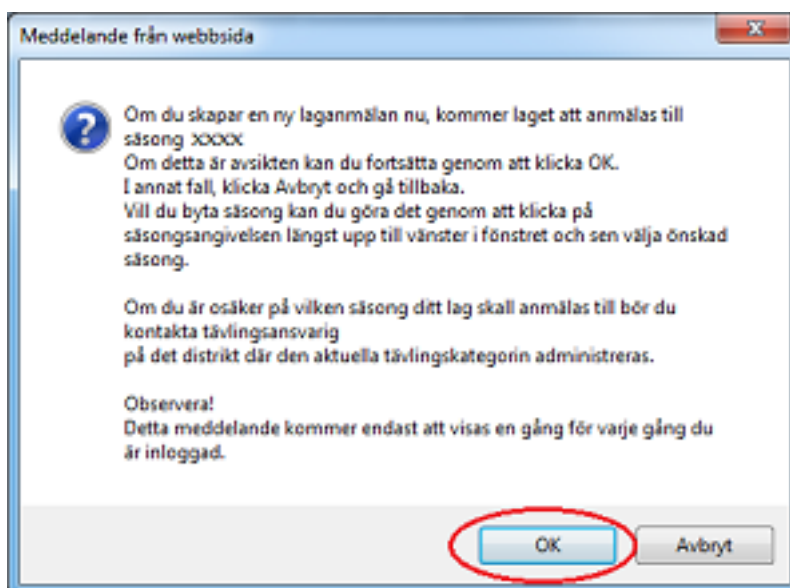 Meddelande från webbsida
Om du skapar en ny laganmälan nu, kommer laget att anmälas till
säsong xxxx
Om detta är avsikten kan du fortsätta genom att klicka OK.
I annat fall, klicka Avbryt och gå tillbaka.
Vill du byta säsong kan du göra det genom att klicka på
säsongsangivelsen längst upp till vänster i fönstret och sen välja önskad
säsong.
Om du är osäker på vilken säsong ditt lag skall anmälas till bör du
kontakta tävlingsansvarig
på det distrikt där den aktuella tävlingskategorin administreras.
Observera!
Detta meddelande kommer endast att visas en gång för varje gång du
är inloggad.
OK Avbryt